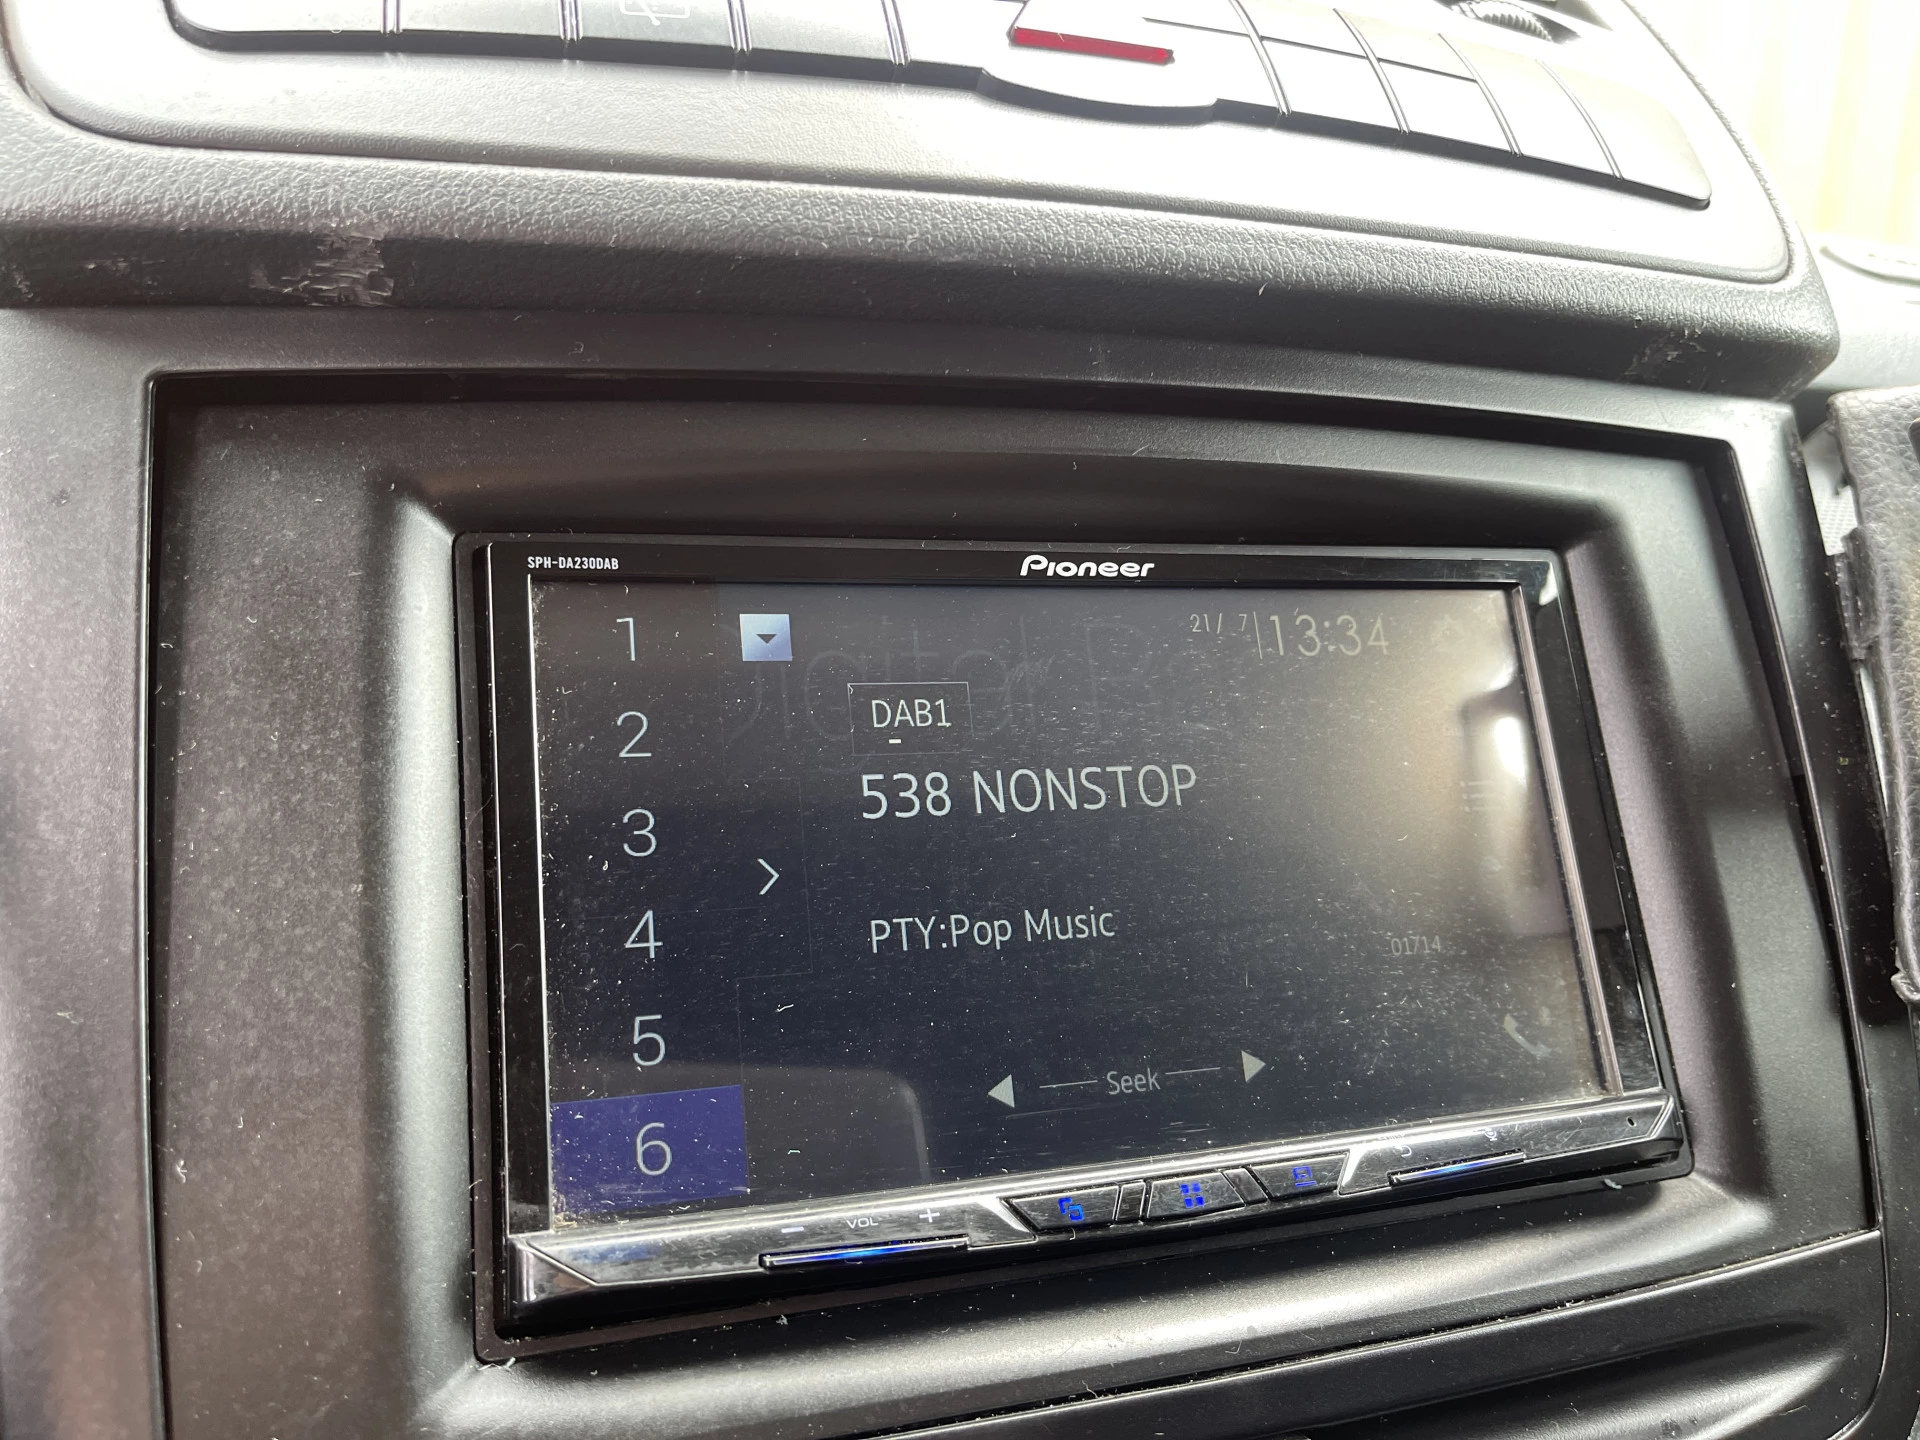 SPH-DA230DAB
Pioneer
21/ 7 13:34
Digital
1
2
3
4
5
6
DAB1
538 NONSTOP
PTY:Pop Music
01714
Seek
− VOL +